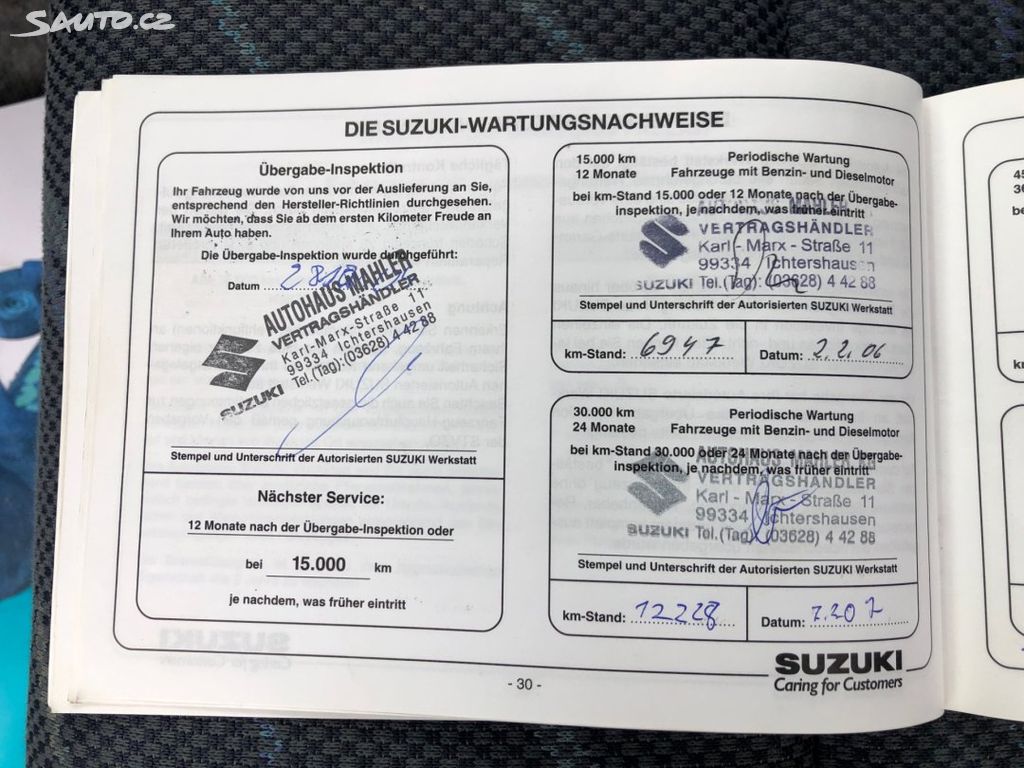 Sauto.cz
DIE SUZUKI-WARTUNGSNACHWEISE
Übergabe-Inspektion
Ihr Fahrzeug wurde von uns vor der Auslieferung an Sie,
entsprechend den Hersteller-Richtlinien durchgesehen.
Wir möchten, dass Sie ab dem ersten Kilometer Freude an
Ihrem Auto haben.
Die Übergabe-Inspektion wurde durchgeführt:
Datum
AUTOHAUS MAHLER
VERTRAGSHÄNDLER
Karl-Marx-Straße 11
99334 Ichtershausen
SUZUKI Tel.(Tag):(03628) 4 42 88
Stempel und Unterschrift der Autorisierten SUZUKI Werkstatt
Nächster Service:
12 Monate nach der Übergabe-Inspektion oder
bei 15.000 km
je nachdem, was früher eintritt
15.000 km Periodische Wartung
12 Monate Fahrzeuge mit Benzin- und Dieselmotor
bei km-Stand 15.000 oder 12 Monate nach der Übergabe-
inspektion, je nachdem, was früher eintritt
AUTOHAUS MAHLER
VERTRAGSHÄNDLER
Karl - Marx - Straße 11
99334 Ichtershausen
SUZUKI Tel.(Tag): (03628) 4 42 88
Stempel und Unterschrift der Autorisierten SUZUKI Werkstatt
km-Stand: 6947 Datum: 2.2.06
30.000 km Periodische Wartung
24 Monate Fahrzeuge mit Benzin- und Dieselmotor
bei km-Stand 30.000 oder 24 Monate nach der Übergabe-
inspektion, je nachdem, was früher eintritt
AUTOHAUS MAHLER
VERTRAGSHÄNDLER
Karl - Marx - Straße 11
99334 Ichtershausen
SUZUKI Tel.(Tag): (03628) 4 42 88
Stempel und Unterschrift der Autorisierten SUZUKI Werkstatt
km-Stand: 12228 Datum: 7.207
SUZUKI
Caring for Customers
- 30 -